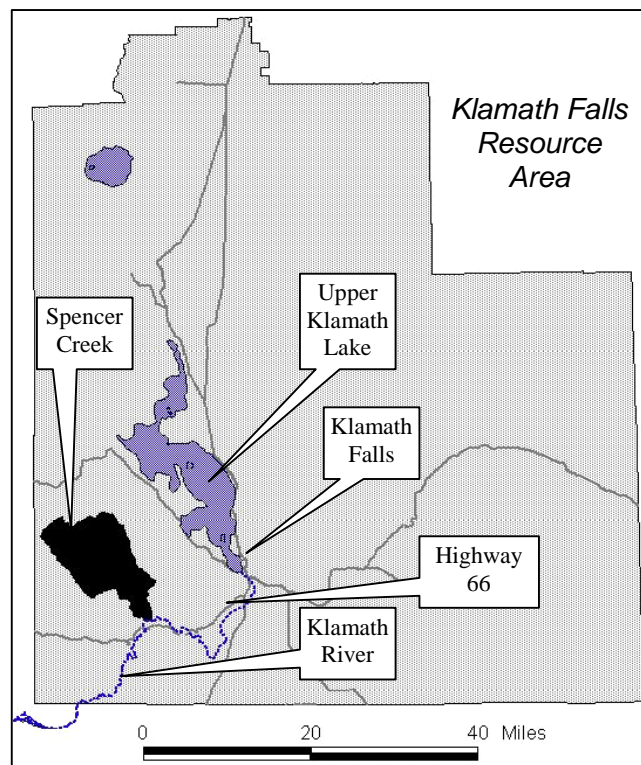 Klamath Falls
Resource
Area
Spencer
Creek
Upper
Klamath
Lake
Klamath
Falls
Highway
66
Klamath
River
0 20 40 Miles